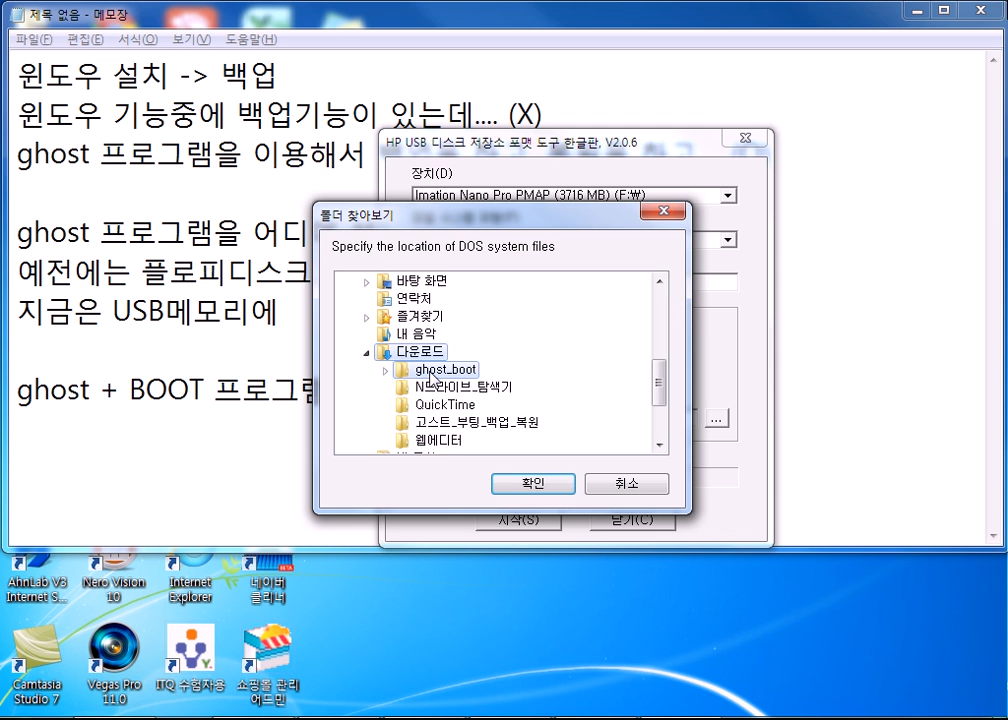 제목 없음 - 메모장
파일(F) 편집(E) 서식(O) 보기(V) 도움말(H)
윈도우 설치 -> 백업
윈도우 기능중에 백업기능이 있는데.... (X)
ghost 프로그램을 이용해서
ghost 프로그램을 어디
예전에는 플로피디스크
지금은 USB메모리에
ghost + BOOT 프로그램
HP USB 디스크 저장소 포맷 도구 한글판, V2.0.6
장치(D)
Imation Nano Pro PMAP (3716 MB) (F:₩)
폴더 찾아보기
Specify the location of DOS system files
바탕 화면
연락처
즐겨찾기
내 음악
다운로드
ghost_boot
N드라이브_탐색기
QuickTime
고스트_부팅_백업_복원
웹에디터
확인 취소
...
시작(S) 닫기(C)
AhnLab V3 Internet S...
Nero Vision 10
Internet Explorer
네이버 클리너
Camtasia Studio 7
Vegas Pro 11.0
ITQ 수험자용
쇼핑몰 관리 어드민